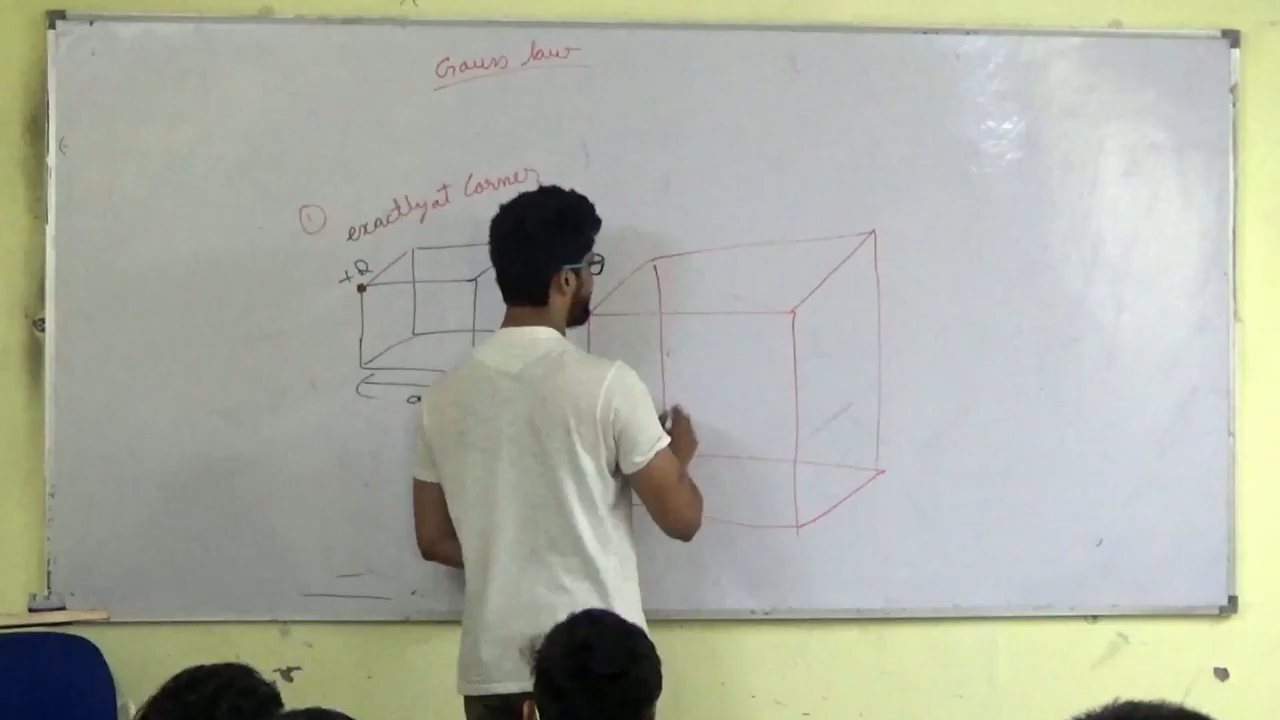 Gauss law
① exactly at Corner
+Q
a